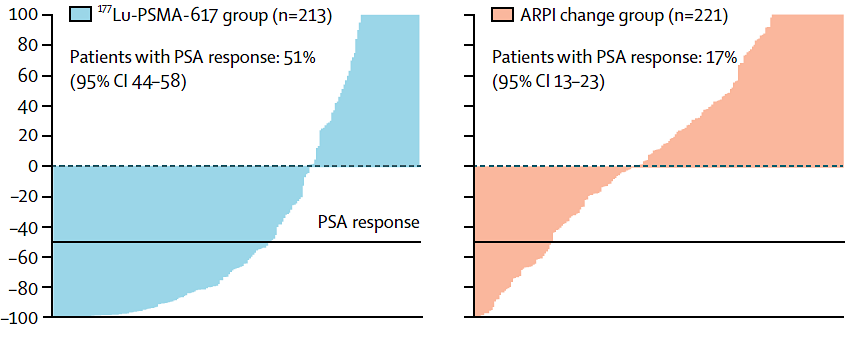 100
80
60
40
20
0
–20
–40
–60
–80
–100
177Lu-PSMA-617 group (n=213)
Patients with PSA response: 51%
(95% CI 44–58)
PSA response
ARPI change group (n=221)
Patients with PSA response: 17%
(95% CI 13–23)